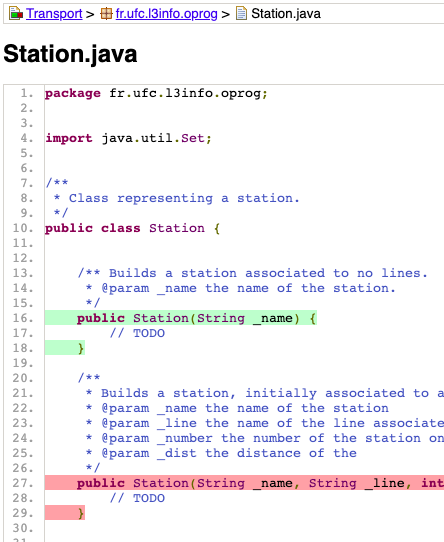 Transport > fr.ufc.l3info.oprog > Station.java
Station.java
1. package fr.ufc.l3info.oprog;
2.
3.
4. import java.util.Set;
5.
6.
7. /**
8.  * Class representing a station.
9.  */
10. public class Station {
11.
12.
13.     /** Builds a station associated to no lines.
14.      * @param _name the name of the station.
15.      */
16.     public Station(String _name) {
17.         // TODO
18.     }
19.
20.     /**
21.      * Builds a station, initially associated to a
22.      * @param _name the name of the station
23.      * @param _line the name of the line associate
24.      * @param _number the number of the station on
25.      * @param _dist the distance of the
26.      */
27.     public Station(String _name, String _line, int
28.         // TODO
29.     }
30.